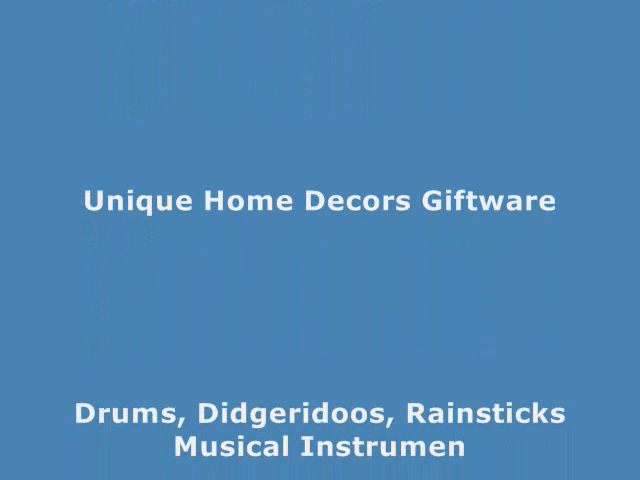 Unique Home Decors Giftware
Drums, Didgeridoos, Rainsticks
Musical Instrumen